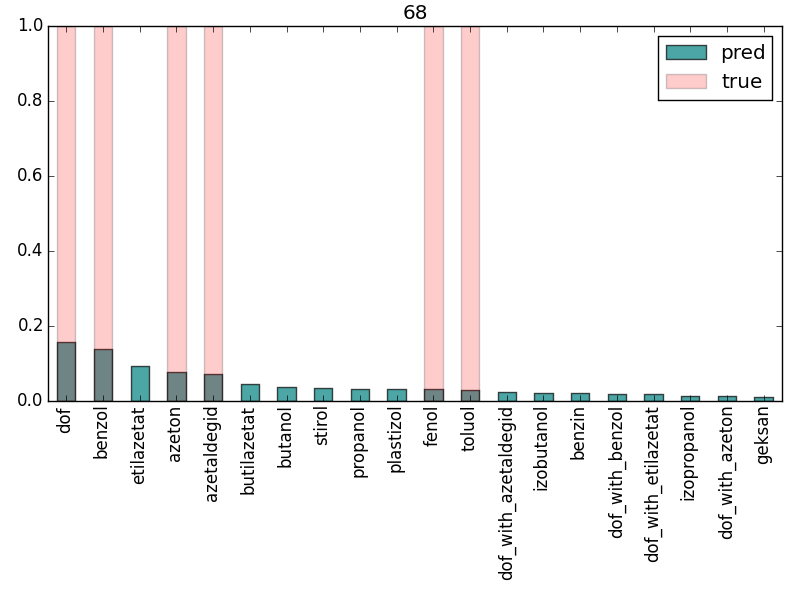 68
1.0
0.8
0.6
0.4
0.2
0.0
pred
true
dof
benzol
etilazetat
azeton
azetaldegid
butilazetat
butanol
stirol
propanol
plastizol
fenol
toluol
dof_with_azetaldegid
izobutanol
benzin
dof_with_benzol
dof_with_etilazetat
izopropanol
dof_with_azeton
geksan